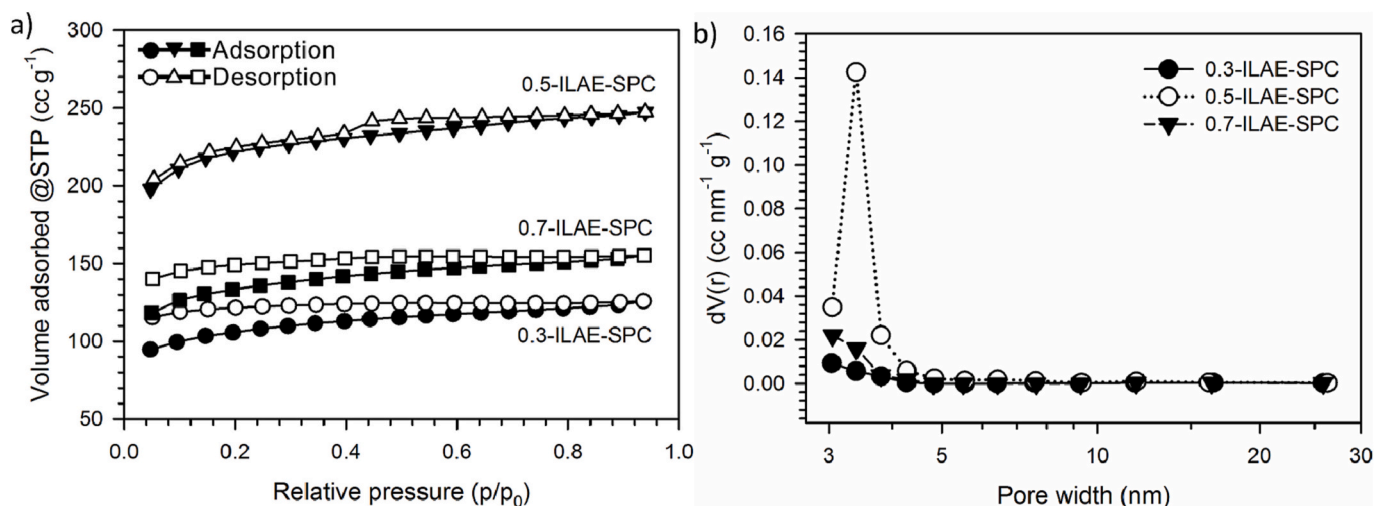 a)
300
250
200
150
100
50
Volume adsorbed @STP (cc g⁻¹)
Adsorption
Desorption
0.5-ILAE-SPC
0.7-ILAE-SPC
0.3-ILAE-SPC
0.0 0.2 0.4 0.6 0.8 1.0
Relative pressure (p/p₀)
b)
0.16
0.14
0.12
0.10
0.08
0.06
0.04
0.02
0.00
dV(r) (cc nm⁻¹ g⁻¹)
0.3-ILAE-SPC
0.5-ILAE-SPC
0.7-ILAE-SPC
3 5 10 20 30
Pore width (nm)